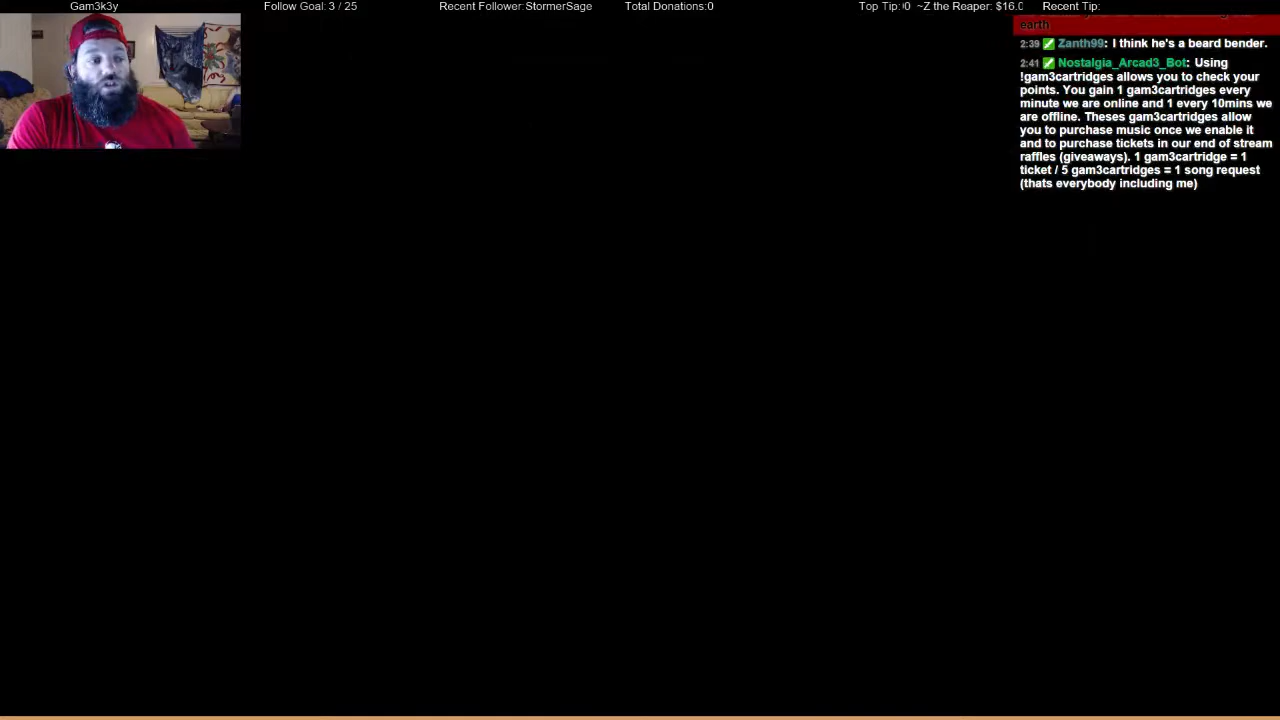 Gam3k3y Follow Goal: 3 / 25 Recent Follower: StormerSage Total Donations:0 Top Tip: ~Z the Reaper: $16.0 Recent Tip:
earth
2:39 Zanth99: I think he's a beard bender.
2:41 Nostalgia_Arcad3_Bot: Using
!gam3cartridges allows you to check your
points. You gain 1 gam3cartridges every
minute we are online and 1 every 10mins we
are offline. Theses gam3cartridges allow
you to purchase music once we enable it
and to purchase tickets in our end of stream
raffles (giveaways). 1 gam3cartridge = 1
ticket / 5 gam3cartridges = 1 song request
(thats everybody including me)